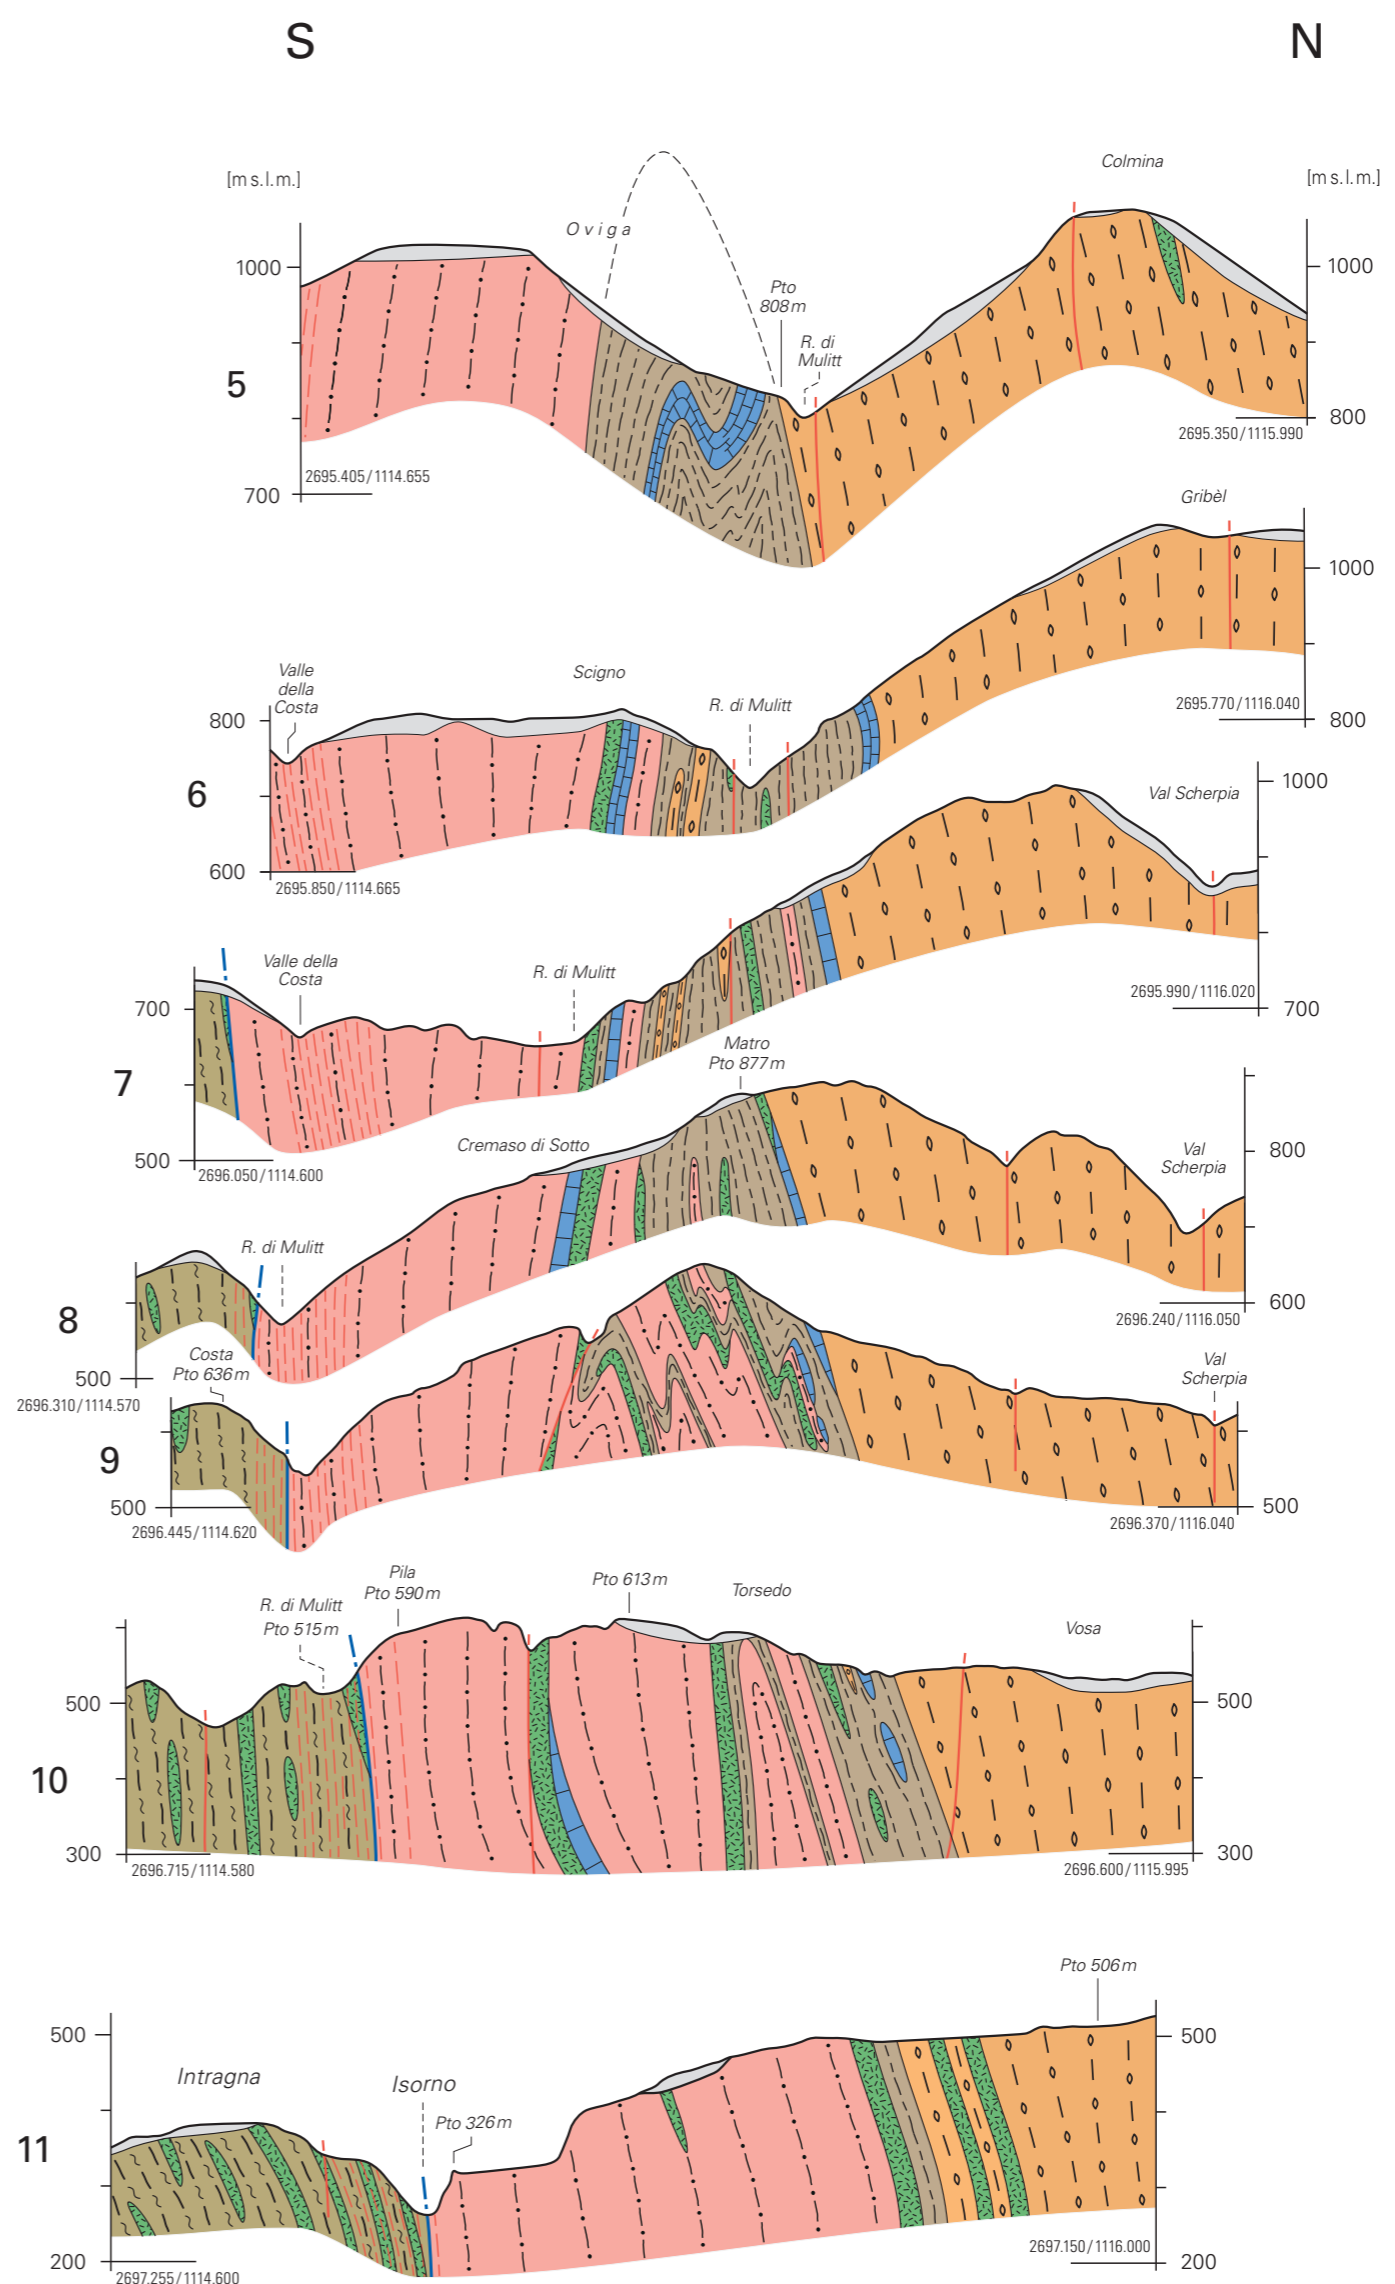 S
N
[m s.l.m.]
Colmina
[m s.l.m.]
Oviga
1000
1000
Pto
808 m
R. di
Mulitt
5
800
2695.350 / 1115.990
2695.405 / 1114.655
700
Gribèl
1000
Valle
della
Costa
Scigno
R. di Mulitt
2695.770 / 1116.040
800
800
6
600
2695.850 / 1114.665
1000
Val Scherpia
Valle della
Costa
R. di Mulitt
2695.990 / 1116.020
700
700
7
Matro
Pto 877 m
500
2696.050 / 1114.600
Cremaso di Sotto
800
Val
Scherpia
R. di Mulitt
8
600
2696.240 / 1116.050
500
2696.310 / 1114.570
Costa
Pto 636 m
Val
Scherpia
9
500
2696.445 / 1114.620
500
2696.370 / 1116.040
Pila
Pto 590 m
Pto 613 m
Torsedo
R. di Mulitt
Pto 515 m
Vosa
500
500
10
300
2696.715 / 1114.580
300
2696.600 / 1115.995
Pto 506 m
500
500
Intragna
Isorno
Pto 326 m
11
2697.150 / 1116.000
200
200
2697.255 / 1114.600